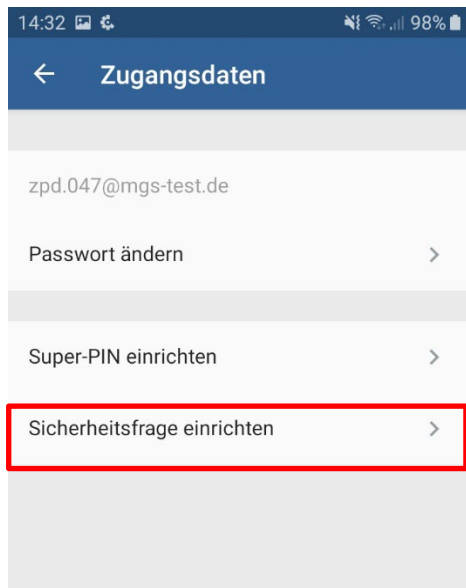 14:32 98%
Zugangsdaten
zpd.047@mgs-test.de
Passwort ändern
Super-PIN einrichten
Sicherheitsfrage einrichten